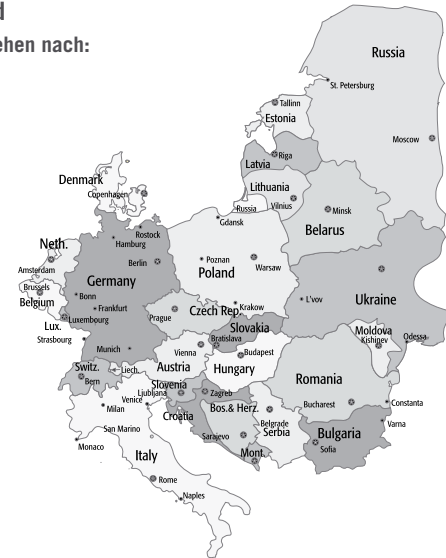 d
ehen nach:
Russia
St. Petersburg
Tallinn
Estonia
Moscow
Riga
Latvia
Denmark
Copenhagen
Lithuania
Vilnius
Russia
Minsk
Gdansk
Belarus
Rostock
Hamburg
Neth.
Berlin
Poznan
Warsaw
Poland
Amsterdam
Germany
Brussels
Belgium
Bonn
Frankfurt
L'vov
Ukraine
Krakow
Czech Rep.
Prague
Luxembourg
Lux.
Slovakia
Strasbourg
Bratislava
Moldova
Kishinev
Odessa
Munich
Vienna
Budapest
Switz.
Liech.
Austria
Hungary
Bern
Slovenia
Ljubljana
Romania
Venice
Zagreb
Milan
Croatia
Bos.& Herz.
Bucharest
Constanta
San Marino
Belgrade
Serbia
Varna
Sarajevo
Bulgaria
Monaco
Sofia
Italy
Mont.
Rome
Naples